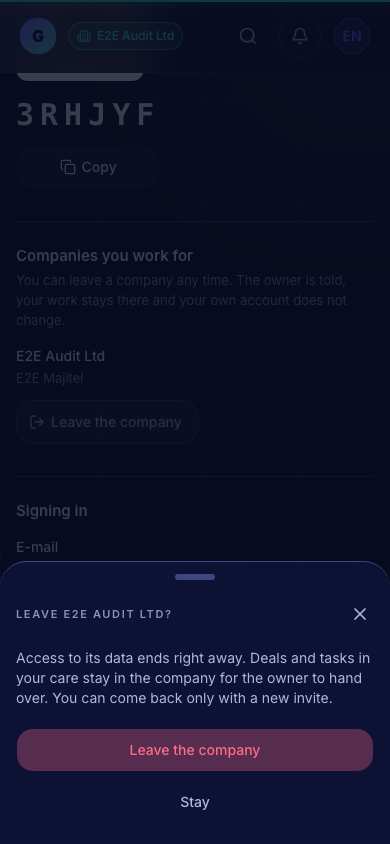 G
E2E Audit Ltd
EN
3RHJYF
Copy
Companies you work for
You can leave a company any time. The owner is told,
your work stays there and your own account does not
change.
E2E Audit Ltd
E2E Majitel
Leave the company
Signing in
E-mail
LEAVE E2E AUDIT LTD?
Access to its data ends right away. Deals and tasks in
your care stay in the company for the owner to hand
over. You can come back only with a new invite.
Leave the company
Stay